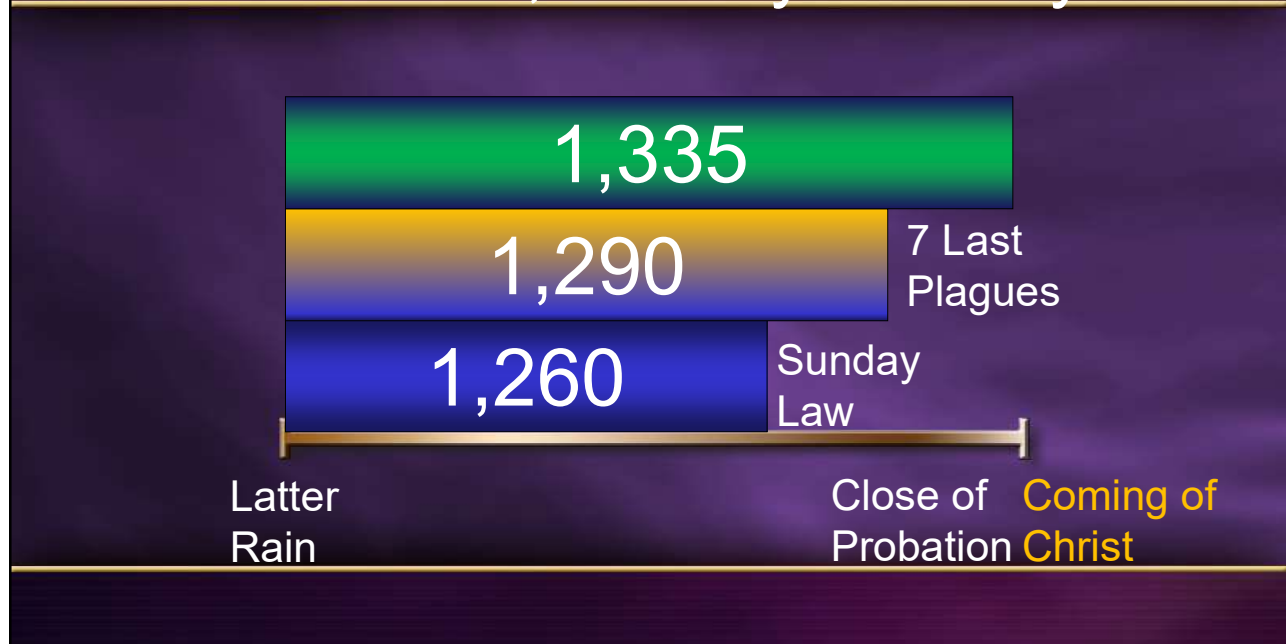 1,335
1,290
7 Last
Plagues
1,260
Sunday
Law
Latter
Rain
Close of
Probation
Coming of
Christ